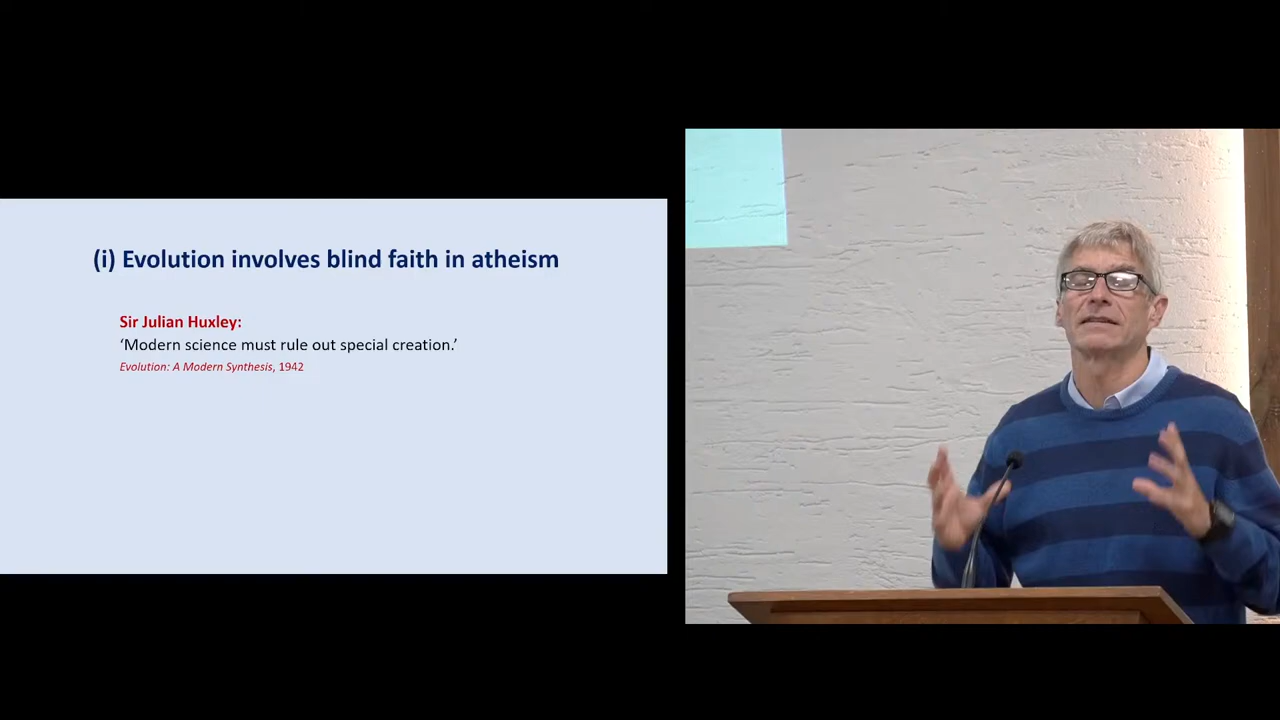 (i) Evolution involves blind faith in atheism
Sir Julian Huxley:
‘Modern science must rule out special creation.’
Evolution: A Modern Synthesis, 1942